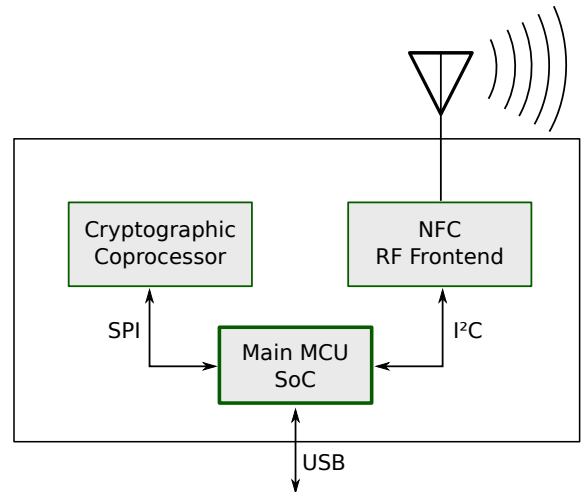 Cryptographic
Coprocessor
NFC
RF Frontend
SPI
I²C
Main MCU
SoC
USB